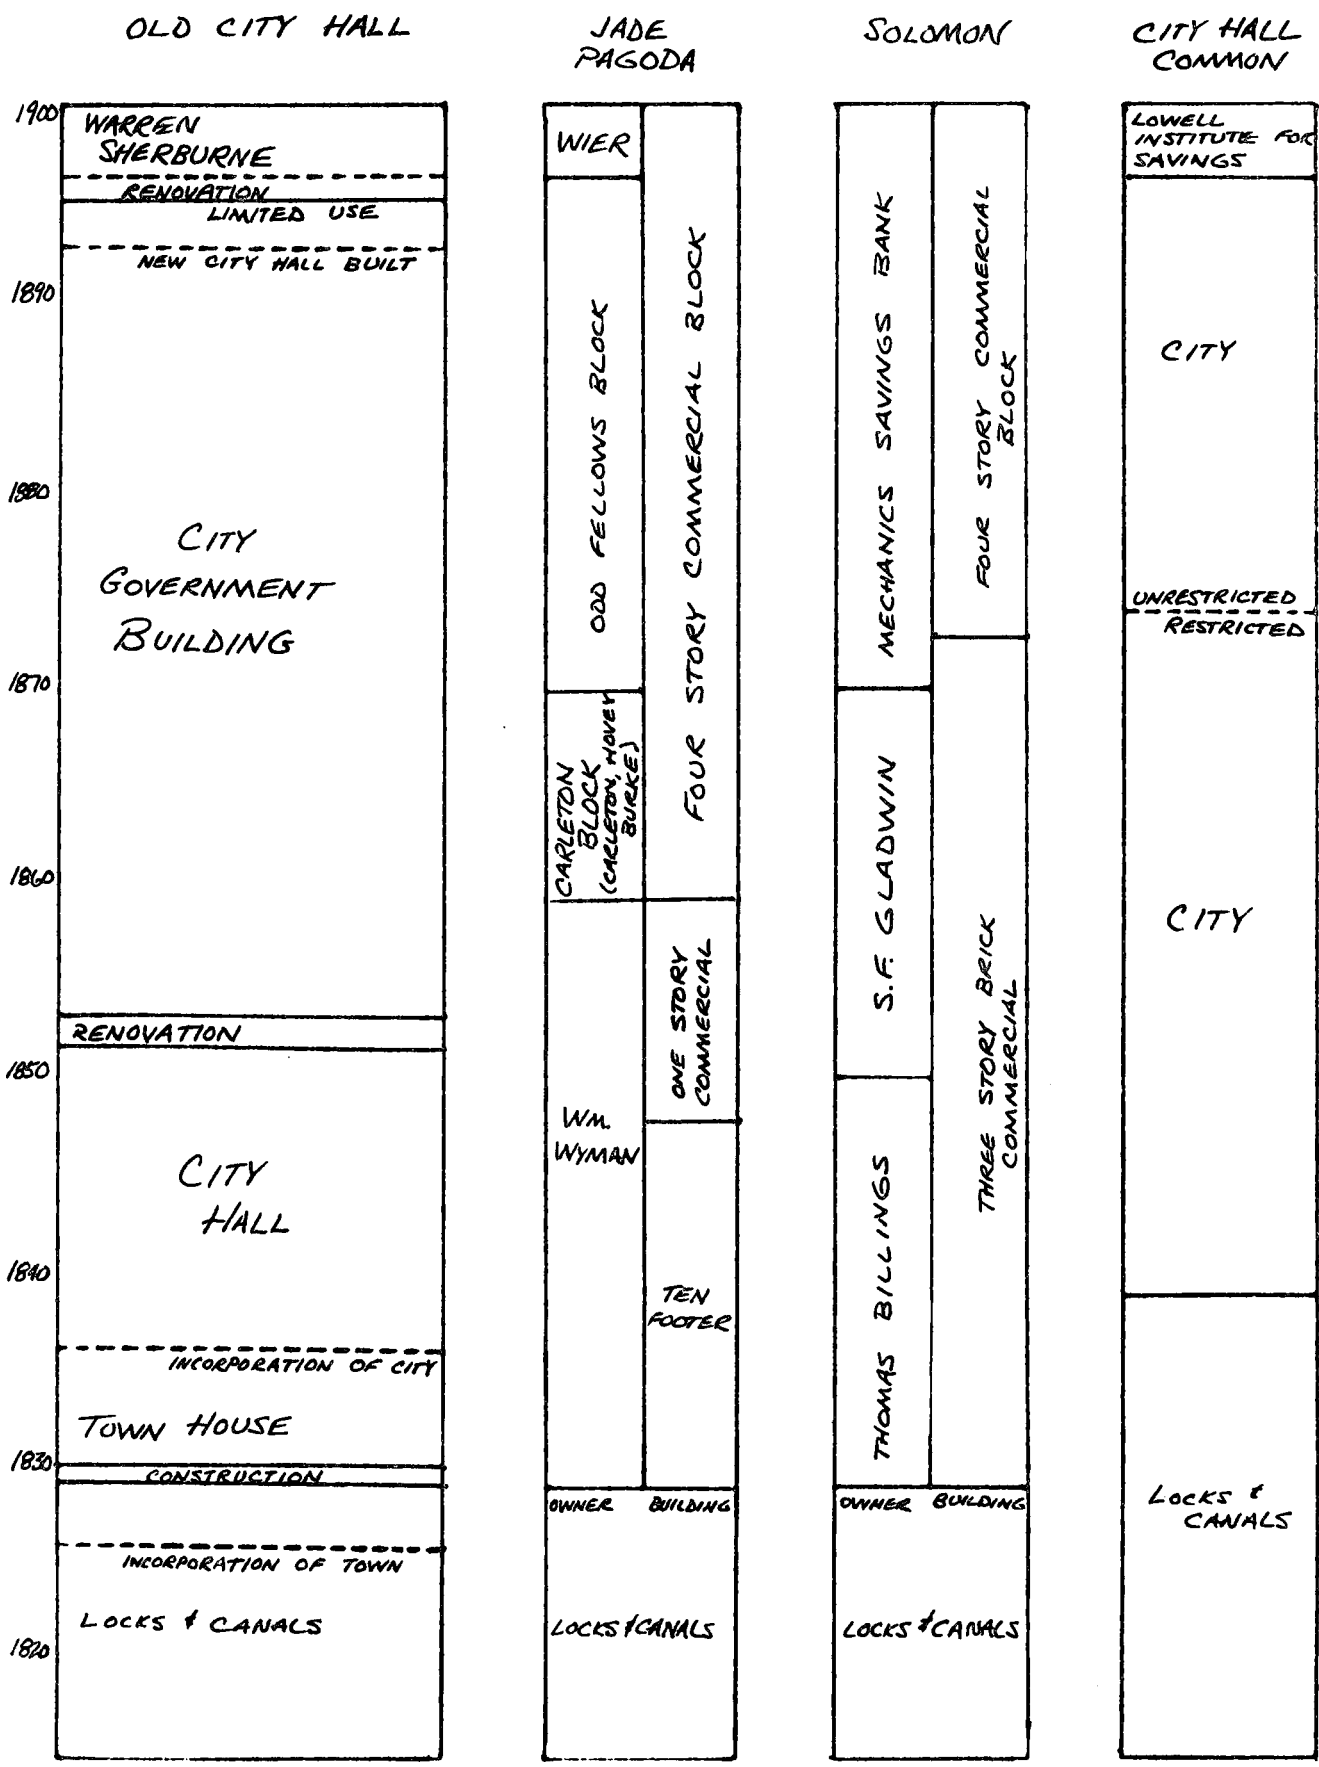 OLD CITY HALL
JADE
PAGODA
SOLOMON
CITY HALL
COMMON
1900
1890
1880
1870
1860
1850
1840
1830
1820
WARREN
SHERBURNE
RENOVATION
LIMITED USE
NEW CITY HALL BUILT
CITY
GOVERNMENT
BUILDING
RENOVATION
CITY
HALL
INCORPORATION OF CITY
TOWN HOUSE
CONSTRUCTION
INCORPORATION OF TOWN
LOCKS & CANALS
WIER
ODD FELLOWS BLOCK
CARLETON
BLOCK
(CARLETON, HOVEY
BURKE)
WM.
WYMAN
FOUR STORY COMMERCIAL BLOCK
ONE STORY
COMMERCIAL
TEN
FOOTER
OWNER BUILDING
LOCKS & CANALS
MECHANICS SAVINGS BANK
S.F. GLADWIN
THOMAS BILLINGS
FOUR STORY COMMERCIAL
BLOCK
THREE STORY BRICK
COMMERCIAL
OWNER BUILDING
LOCKS & CANALS
LOWELL
INSTITUTE FOR
SAVINGS
CITY
UNRESTRICTED
RESTRICTED
CITY
LOCKS &
CANALS